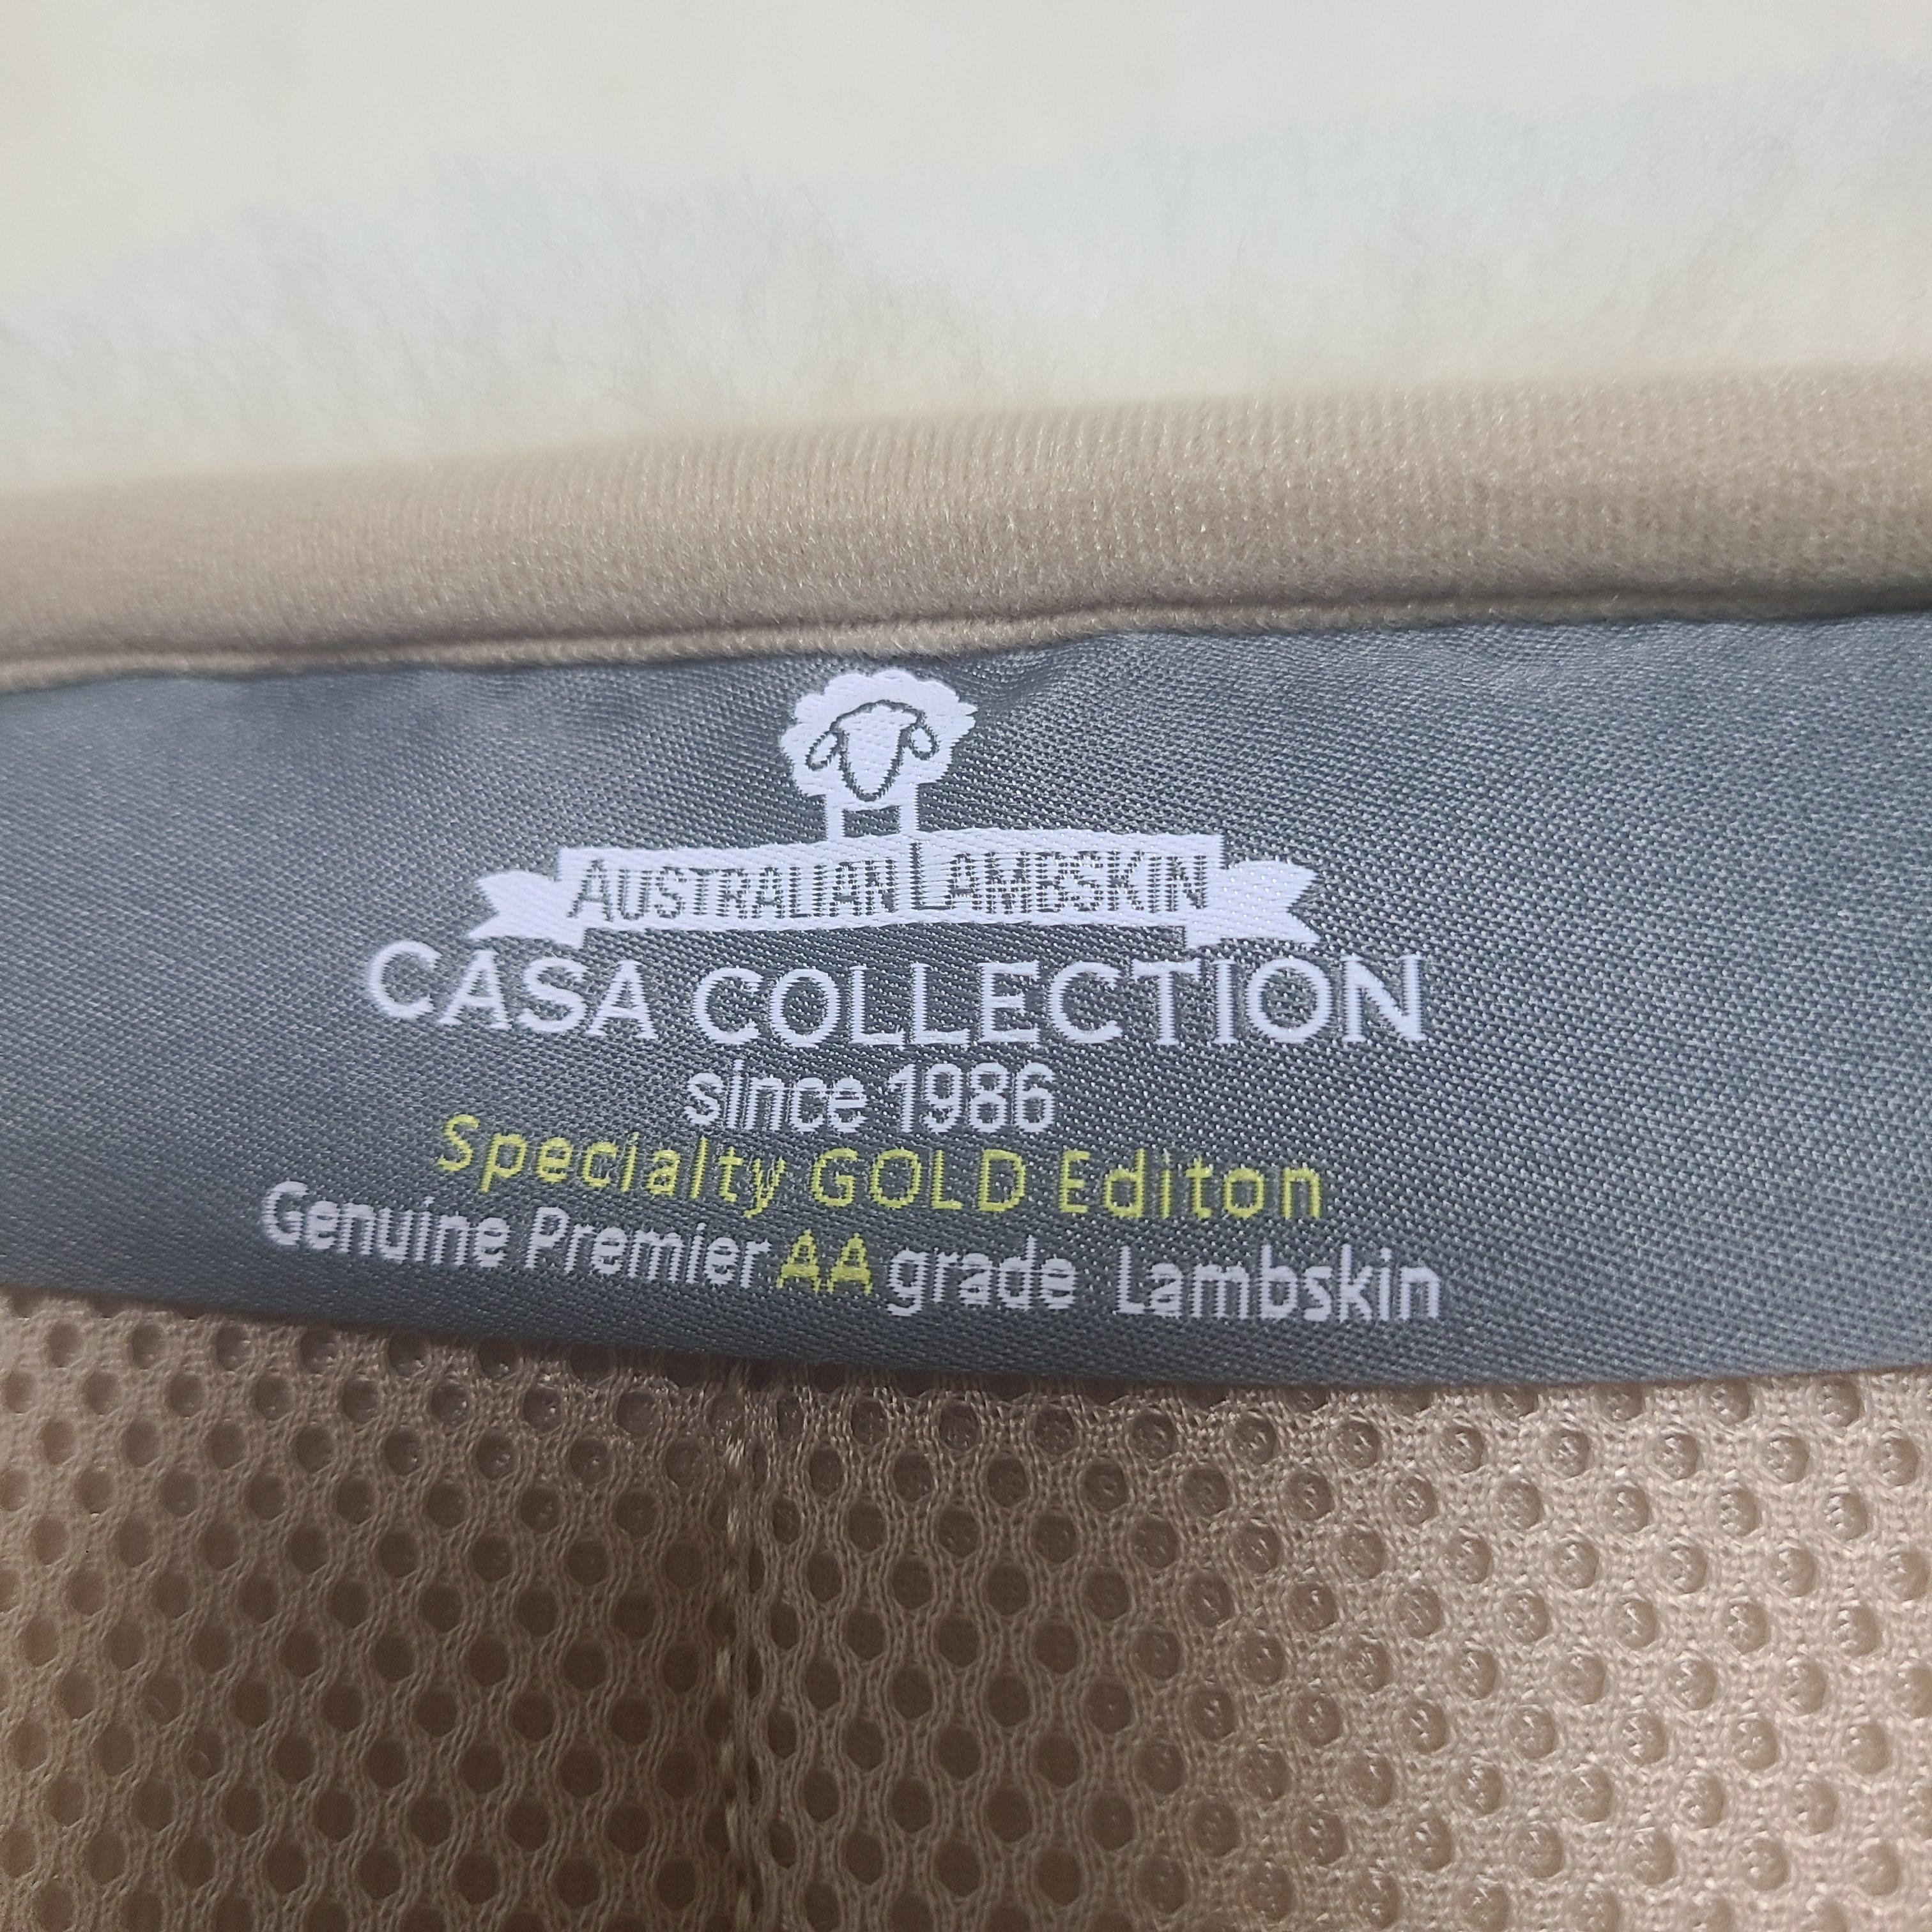 AUSTRALIAN LAMBSKIN
CASA COLLECTION
since 1986
Specialty GOLD Editon
Genuine Premier AA grade Lambskin